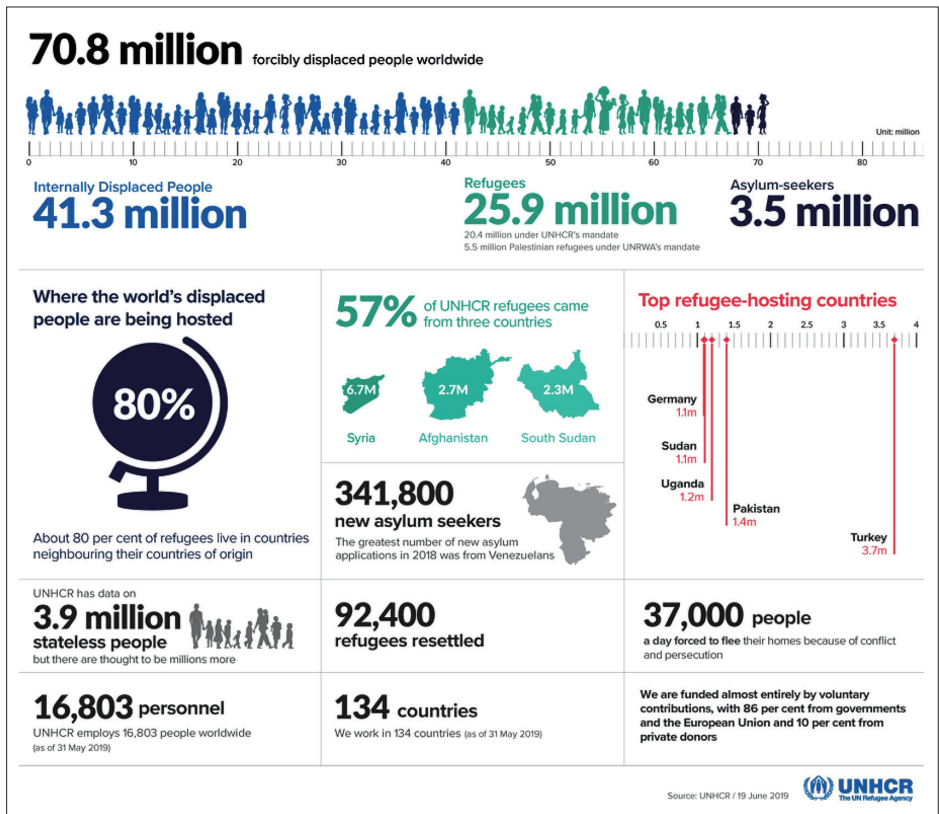 70.8 million forcibly displaced people worldwide
Unit: million
0 10 20 30 40 50 60 70 80
Internally Displaced People
41.3 million
Refugees
25.9 million
20.4 million under UNHCR's mandate
5.5 million Palestinian refugees under UNRWA's mandate
Asylum-seekers
3.5 million
Where the world's displaced
people are being hosted
80%
About 80 per cent of refugees live in countries
neighbouring their countries of origin
57% of UNHCR refugees came
from three countries
6.7M 2.7M 2.3M
Syria Afghanistan South Sudan
341,800
new asylum seekers
The greatest number of new asylum
applications in 2018 was from Venezuelans
Top refugee-hosting countries
0.5 1 1.5 2 2.5 3 3.5 4
Germany
1.1m
Sudan
1.1m
Uganda
1.2m
Pakistan
1.4m
Turkey
3.7m
UNHCR has data on
3.9 million
stateless people
but there are thought to be millions more
92,400
refugees resettled
37,000 people
a day forced to flee their homes because of conflict
and persecution
16,803 personnel
UNHCR employs 16,803 people worldwide
(as of 31 May 2019)
134 countries
We work in 134 countries (as of 31 May 2019)
We are funded almost entirely by voluntary
contributions, with 86 per cent from governments
and the European Union and 10 per cent from
private donors
Source: UNHCR / 19 June 2019
UNHCR
The UN Refugee Agency